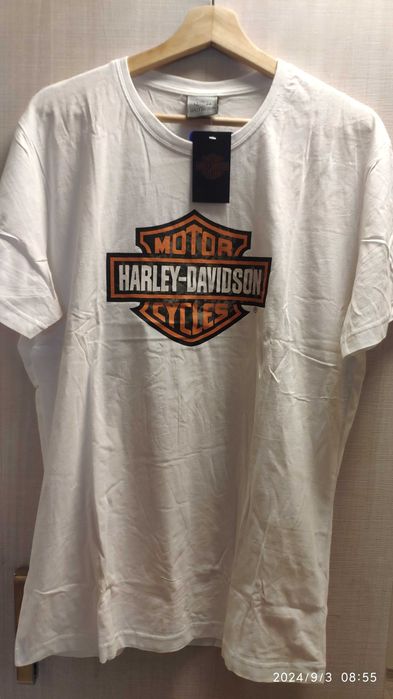 MOTOR
HARLEY-DAVIDSON
CYCLES
2024/9/3 08:55